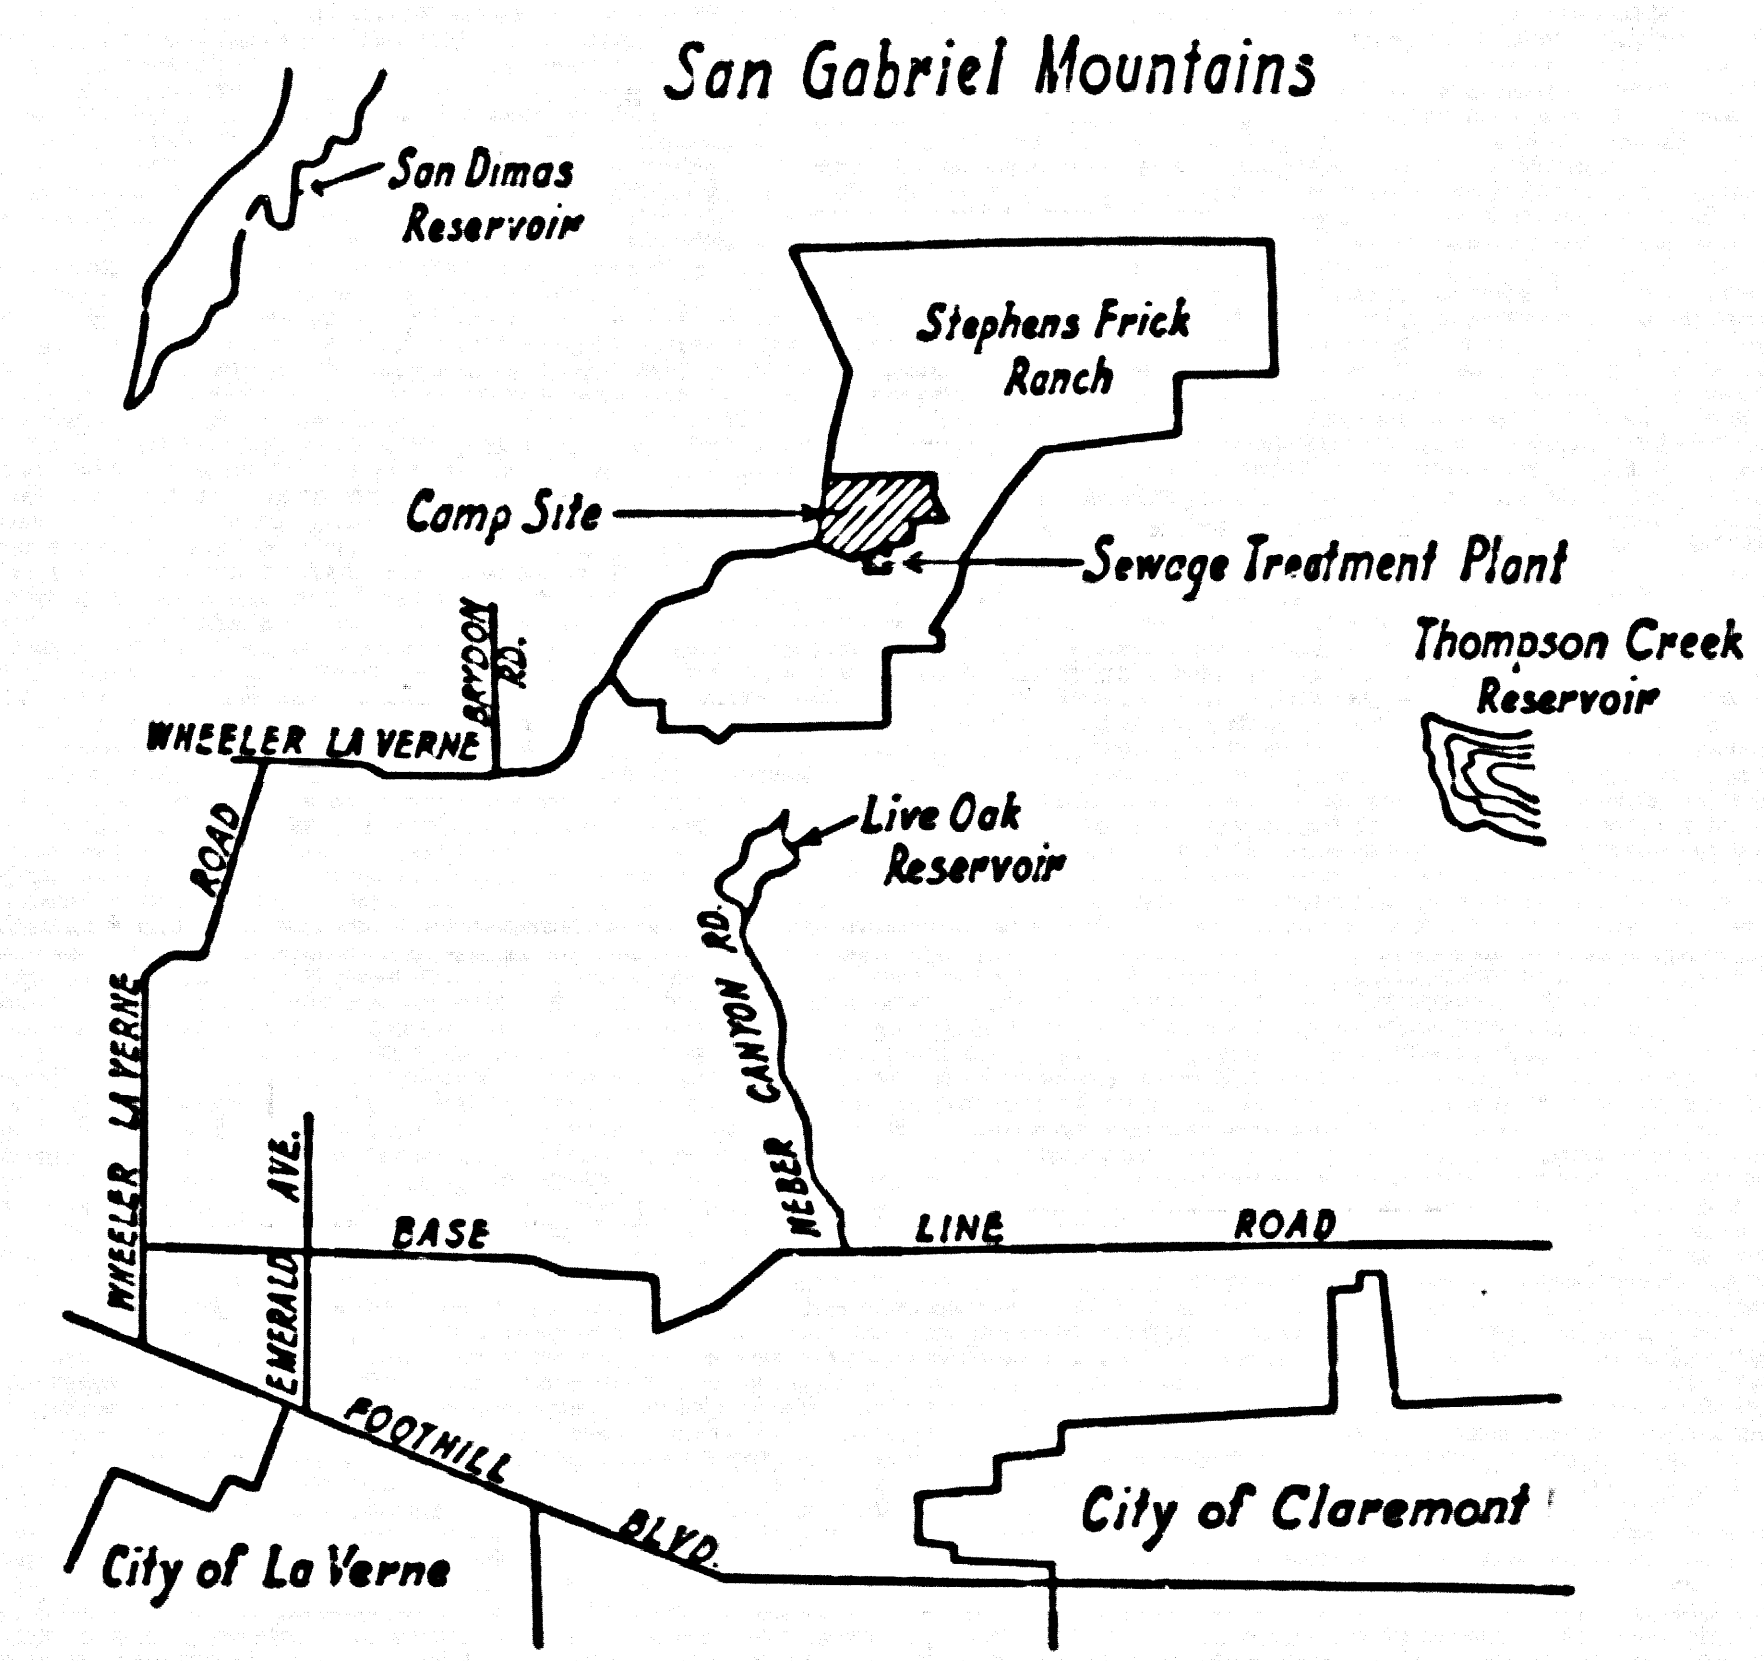 San Gabriel Mountains
San Dimas
Reservoir
Stephens Frick
Ranch
Camp Site
Sewage Treatment Plant
BRYDON
RD.
Thompson Creek
Reservoir
WHEELER LA VERNE
ROAD
Live Oak
Reservoir
WEBER CANYON RD.
WHEELER LA VERNE
EMERALD AVE.
BASE LINE ROAD
FOOTHILL BLVD.
City of Claremont
City of La Verne